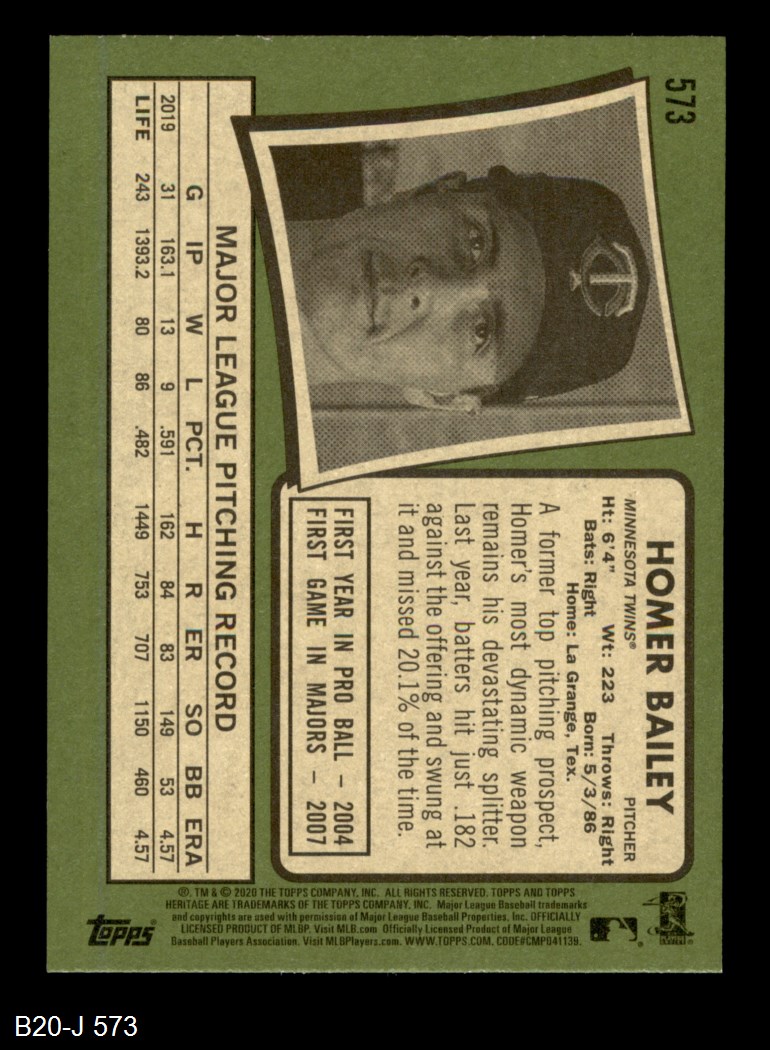 573
HOMER BAILEY
MINNESOTA TWINS® PITCHER
Ht: 6'4" Wt: 223 Throws: Right
Bats: Right Born: 5/3/86
Home: La Grange, Tex.
A former top pitching prospect,
Homer's most dynamic weapon
remains his devastating splitter.
Last year, batters hit just .182
against the offering and swung at
it and missed 20.1% of the time.
FIRST YEAR IN PRO BALL – 2004
FIRST GAME IN MAJORS – 2007
MAJOR LEAGUE PITCHING RECORD
G IP W L PCT. H R ER SO BB ERA
2019 31 163.1 13 9 .591 162 84 83 149 53 4.57
LIFE 243 1393.2 80 86 .482 1449 753 707 1150 460 4.57
®, TM & © 2020 THE TOPPS COMPANY, INC. ALL RIGHTS RESERVED. TOPPS AND TOPPS
HERITAGE ARE TRADEMARKS OF THE TOPPS COMPANY, INC. Major League Baseball trademarks
and copyrights are used with permission of Major League Baseball Properties, Inc. OFFICIALLY
LICENSED PRODUCT OF MLBP. Visit MLB.com Officially Licensed Product of Major League
Baseball Players Association. Visit MLBPlayers.com. WWW.TOPPS.COM. CODE#CMP041139.
Topps®
B20-J 573